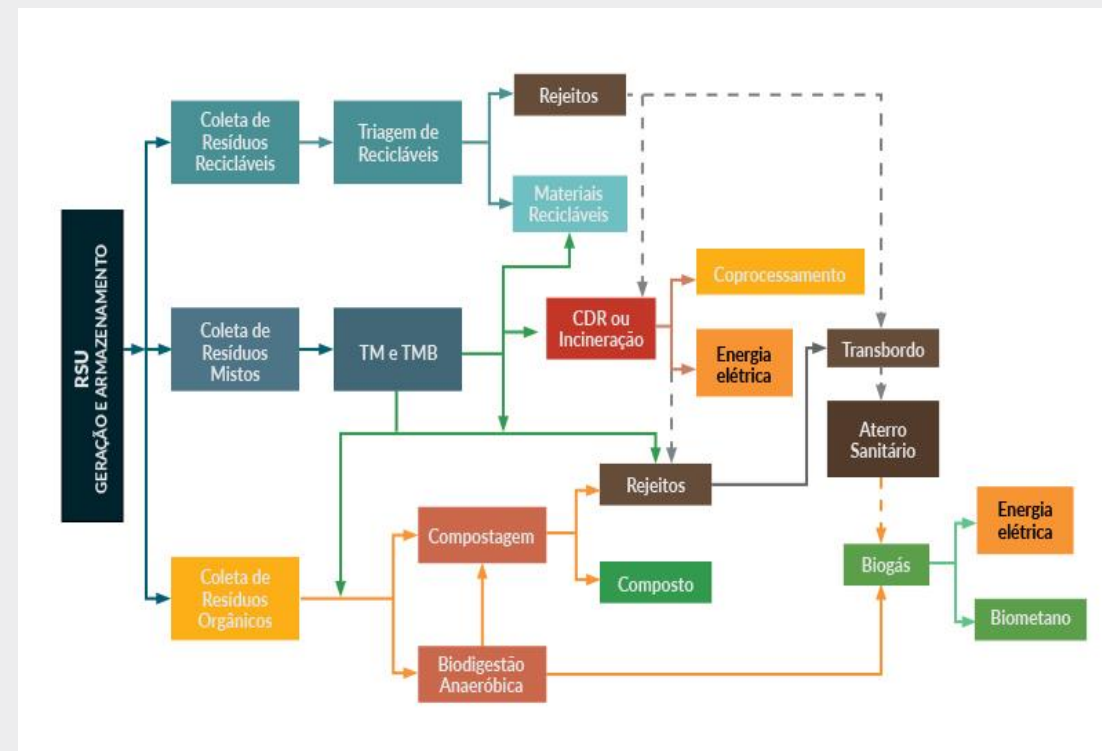 RSU
GERAÇÃO E ARMAZENAMENTO
Coleta de
Resíduos
Recicláveis
Triagem de
Recicláveis
Rejeitos
Materiais
Recicláveis
Coleta de
Resíduos
Mistos
TM e TMB
CDR ou
Incineração
Coprocessamento
Energia
elétrica
Transbordo
Aterro
Sanitário
Rejeitos
Compostagem
Composto
Coleta de
Resíduos
Orgânicos
Biodigestão
Anaeróbica
Biogás
Energia
elétrica
Biometano